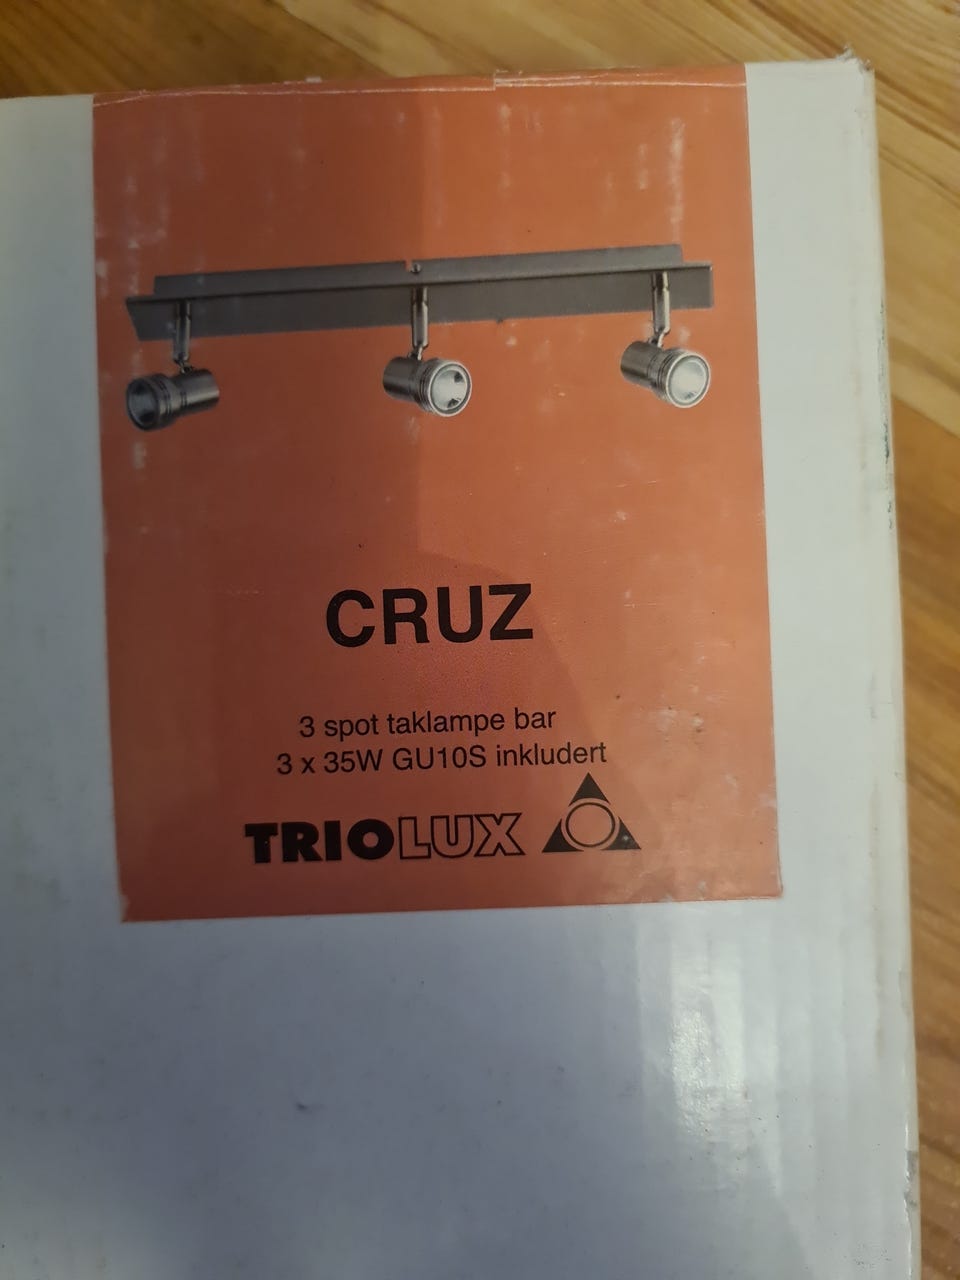 CRUZ
3 spot taklampe bar
3 x 35W GU10S inkludert
TRIOLUX